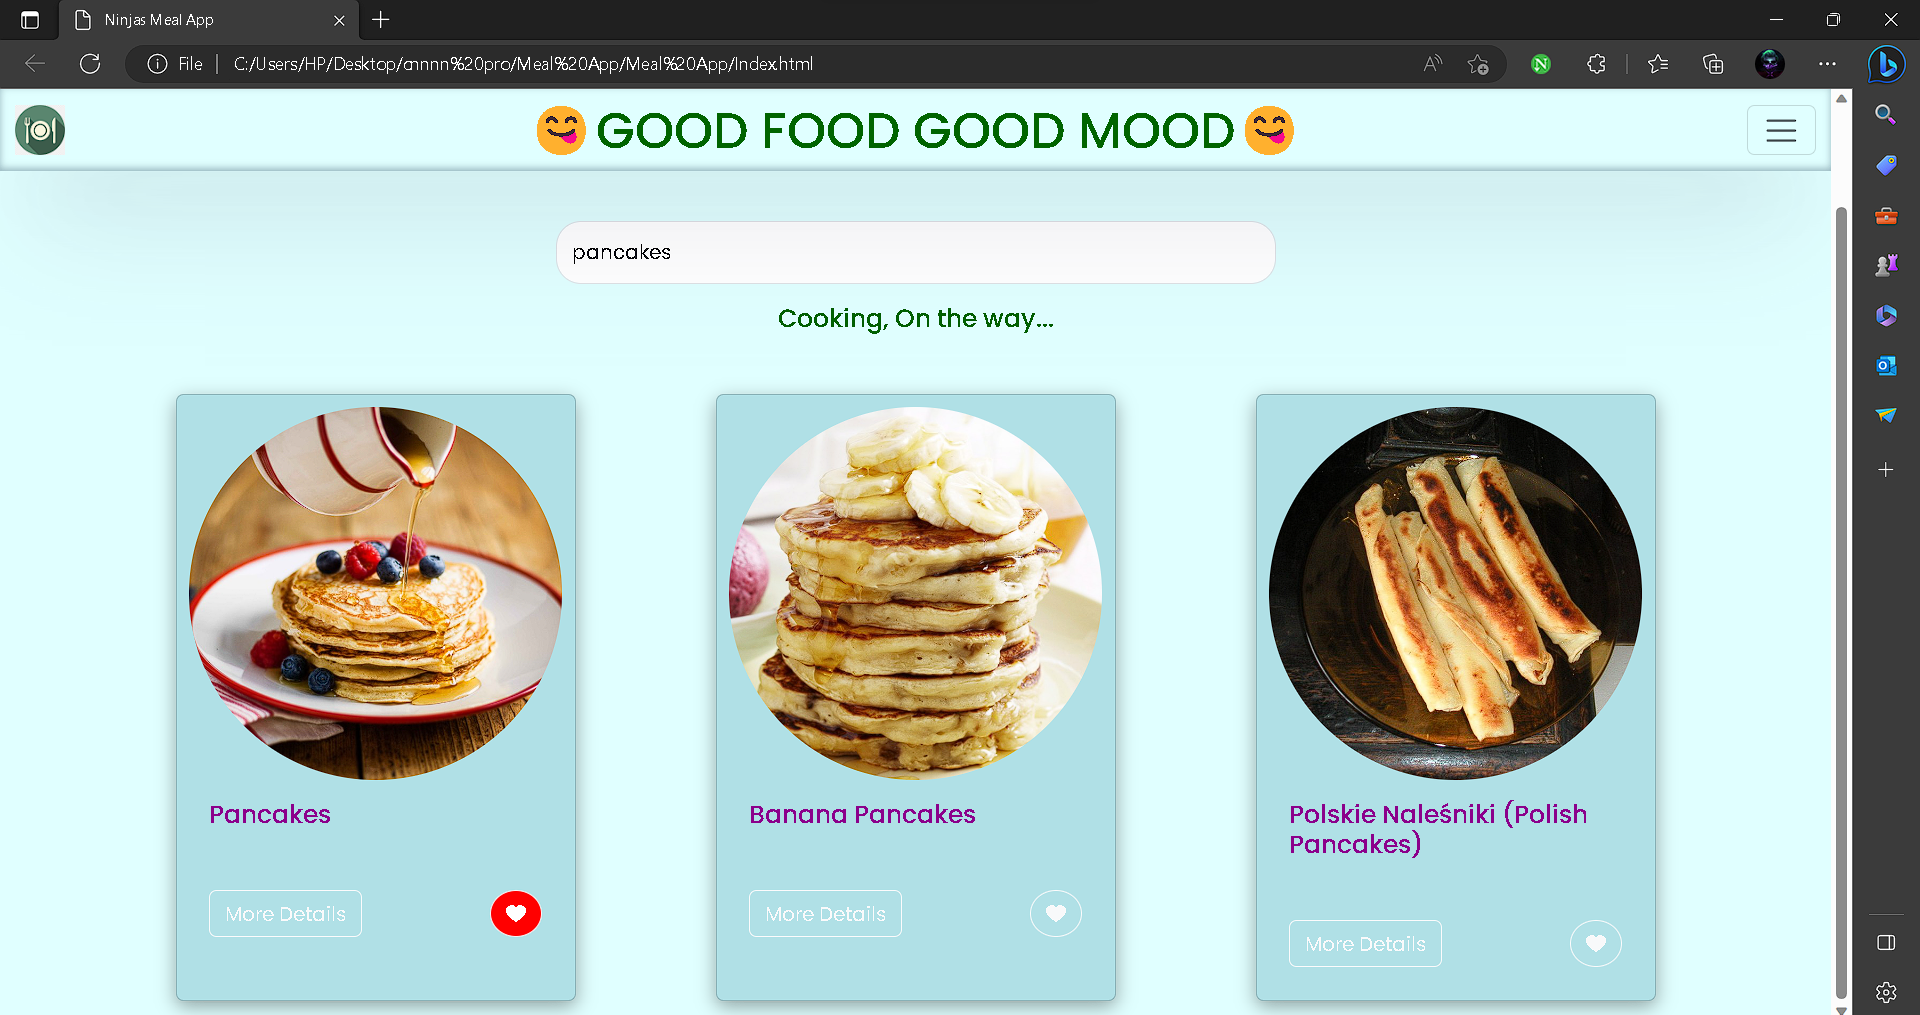 Ninjas Meal App
File
C:/Users/HP/Desktop/annnn%20pro/Meal%20App/Meal%20App/Index.html
GOOD FOOD GOOD MOOD
pancakes
Cooking, On the way...
Pancakes
More Details
Banana Pancakes
More Details
Polskie Naleśniki (Polish
Pancakes)
More Details